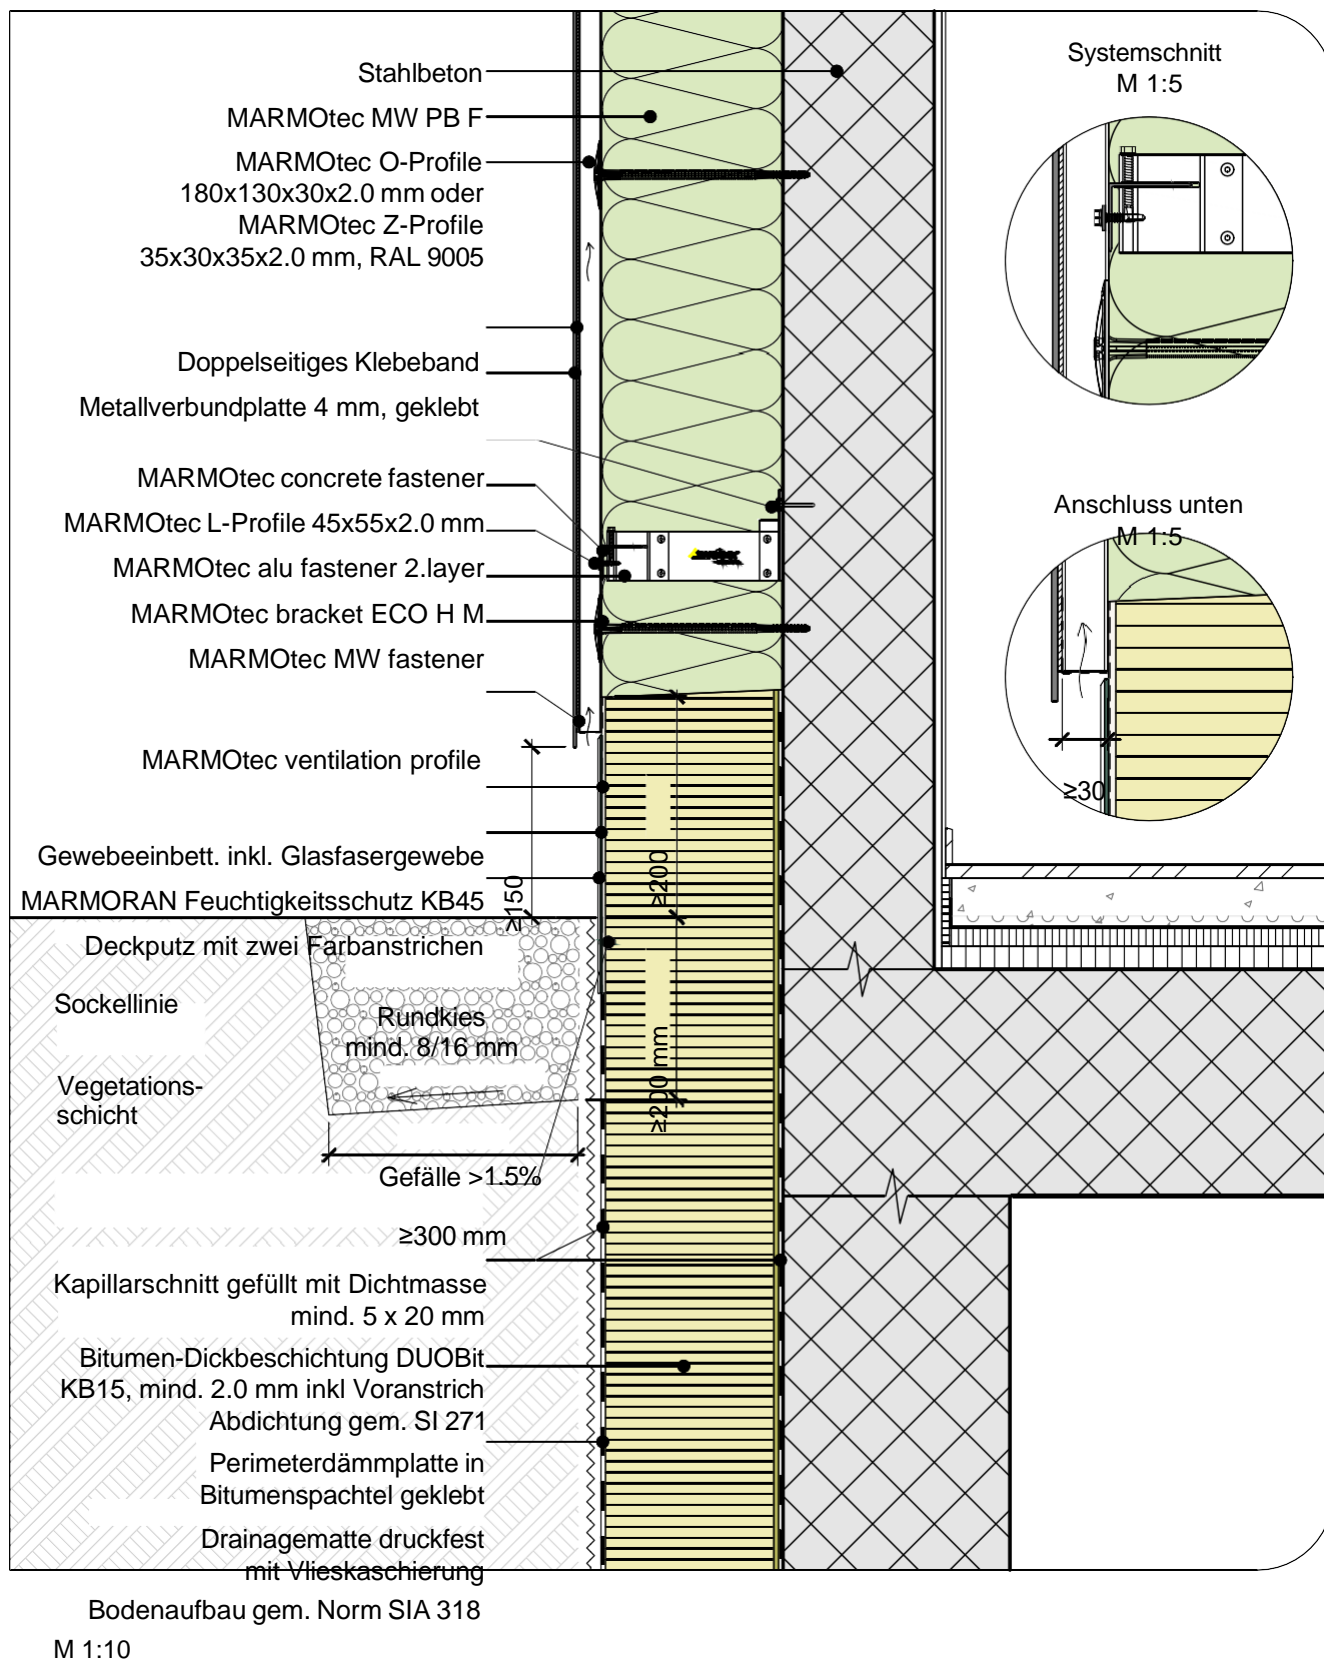 Stahlbeton
MARMOtec MW PB F
MARMOtec O-Profile
180x130x30x2.0 mm oder
MARMOtec Z-Profile
35x30x35x2.0 mm, RAL 9005
Doppelseitiges Klebeband
Metallverbundplatte 4 mm, geklebt
MARMOtec concrete fastener
MARMOtec L-Profile 45x55x2.0 mm
MARMOtec alu fastener 2.layer
MARMOtec bracket ECO H M
MARMOtec MW fastener
MARMOtec ventilation profile
Gewebeeinbett. inkl. Glasfasergewebe
MARMORAN Feuchtigkeitsschutz KB45
Deckputz mit zwei Farbanstrichen
Sockellinie
Rundkies
mind. 8/16 mm
Vegetations-
schicht
Gefälle >1.5%
≥300 mm
Kapillarschnitt gefüllt mit Dichtmasse
mind. 5 x 20 mm
Bitumen-Dickbeschichtung DUOBit
KB15, mind. 2.0 mm inkl Voranstrich
Abdichtung gem. SI 271
Perimeterdämmplatte in
Bitumenspachtel geklebt
Drainagematte druckfest
mit Vlieskaschierung
Bodenaufbau gem. Norm SIA 318
M 1:10
≥150
≥200
≥200 mm
Systemschnitt
M 1:5
Anschluss unten
M 1:5
≥30